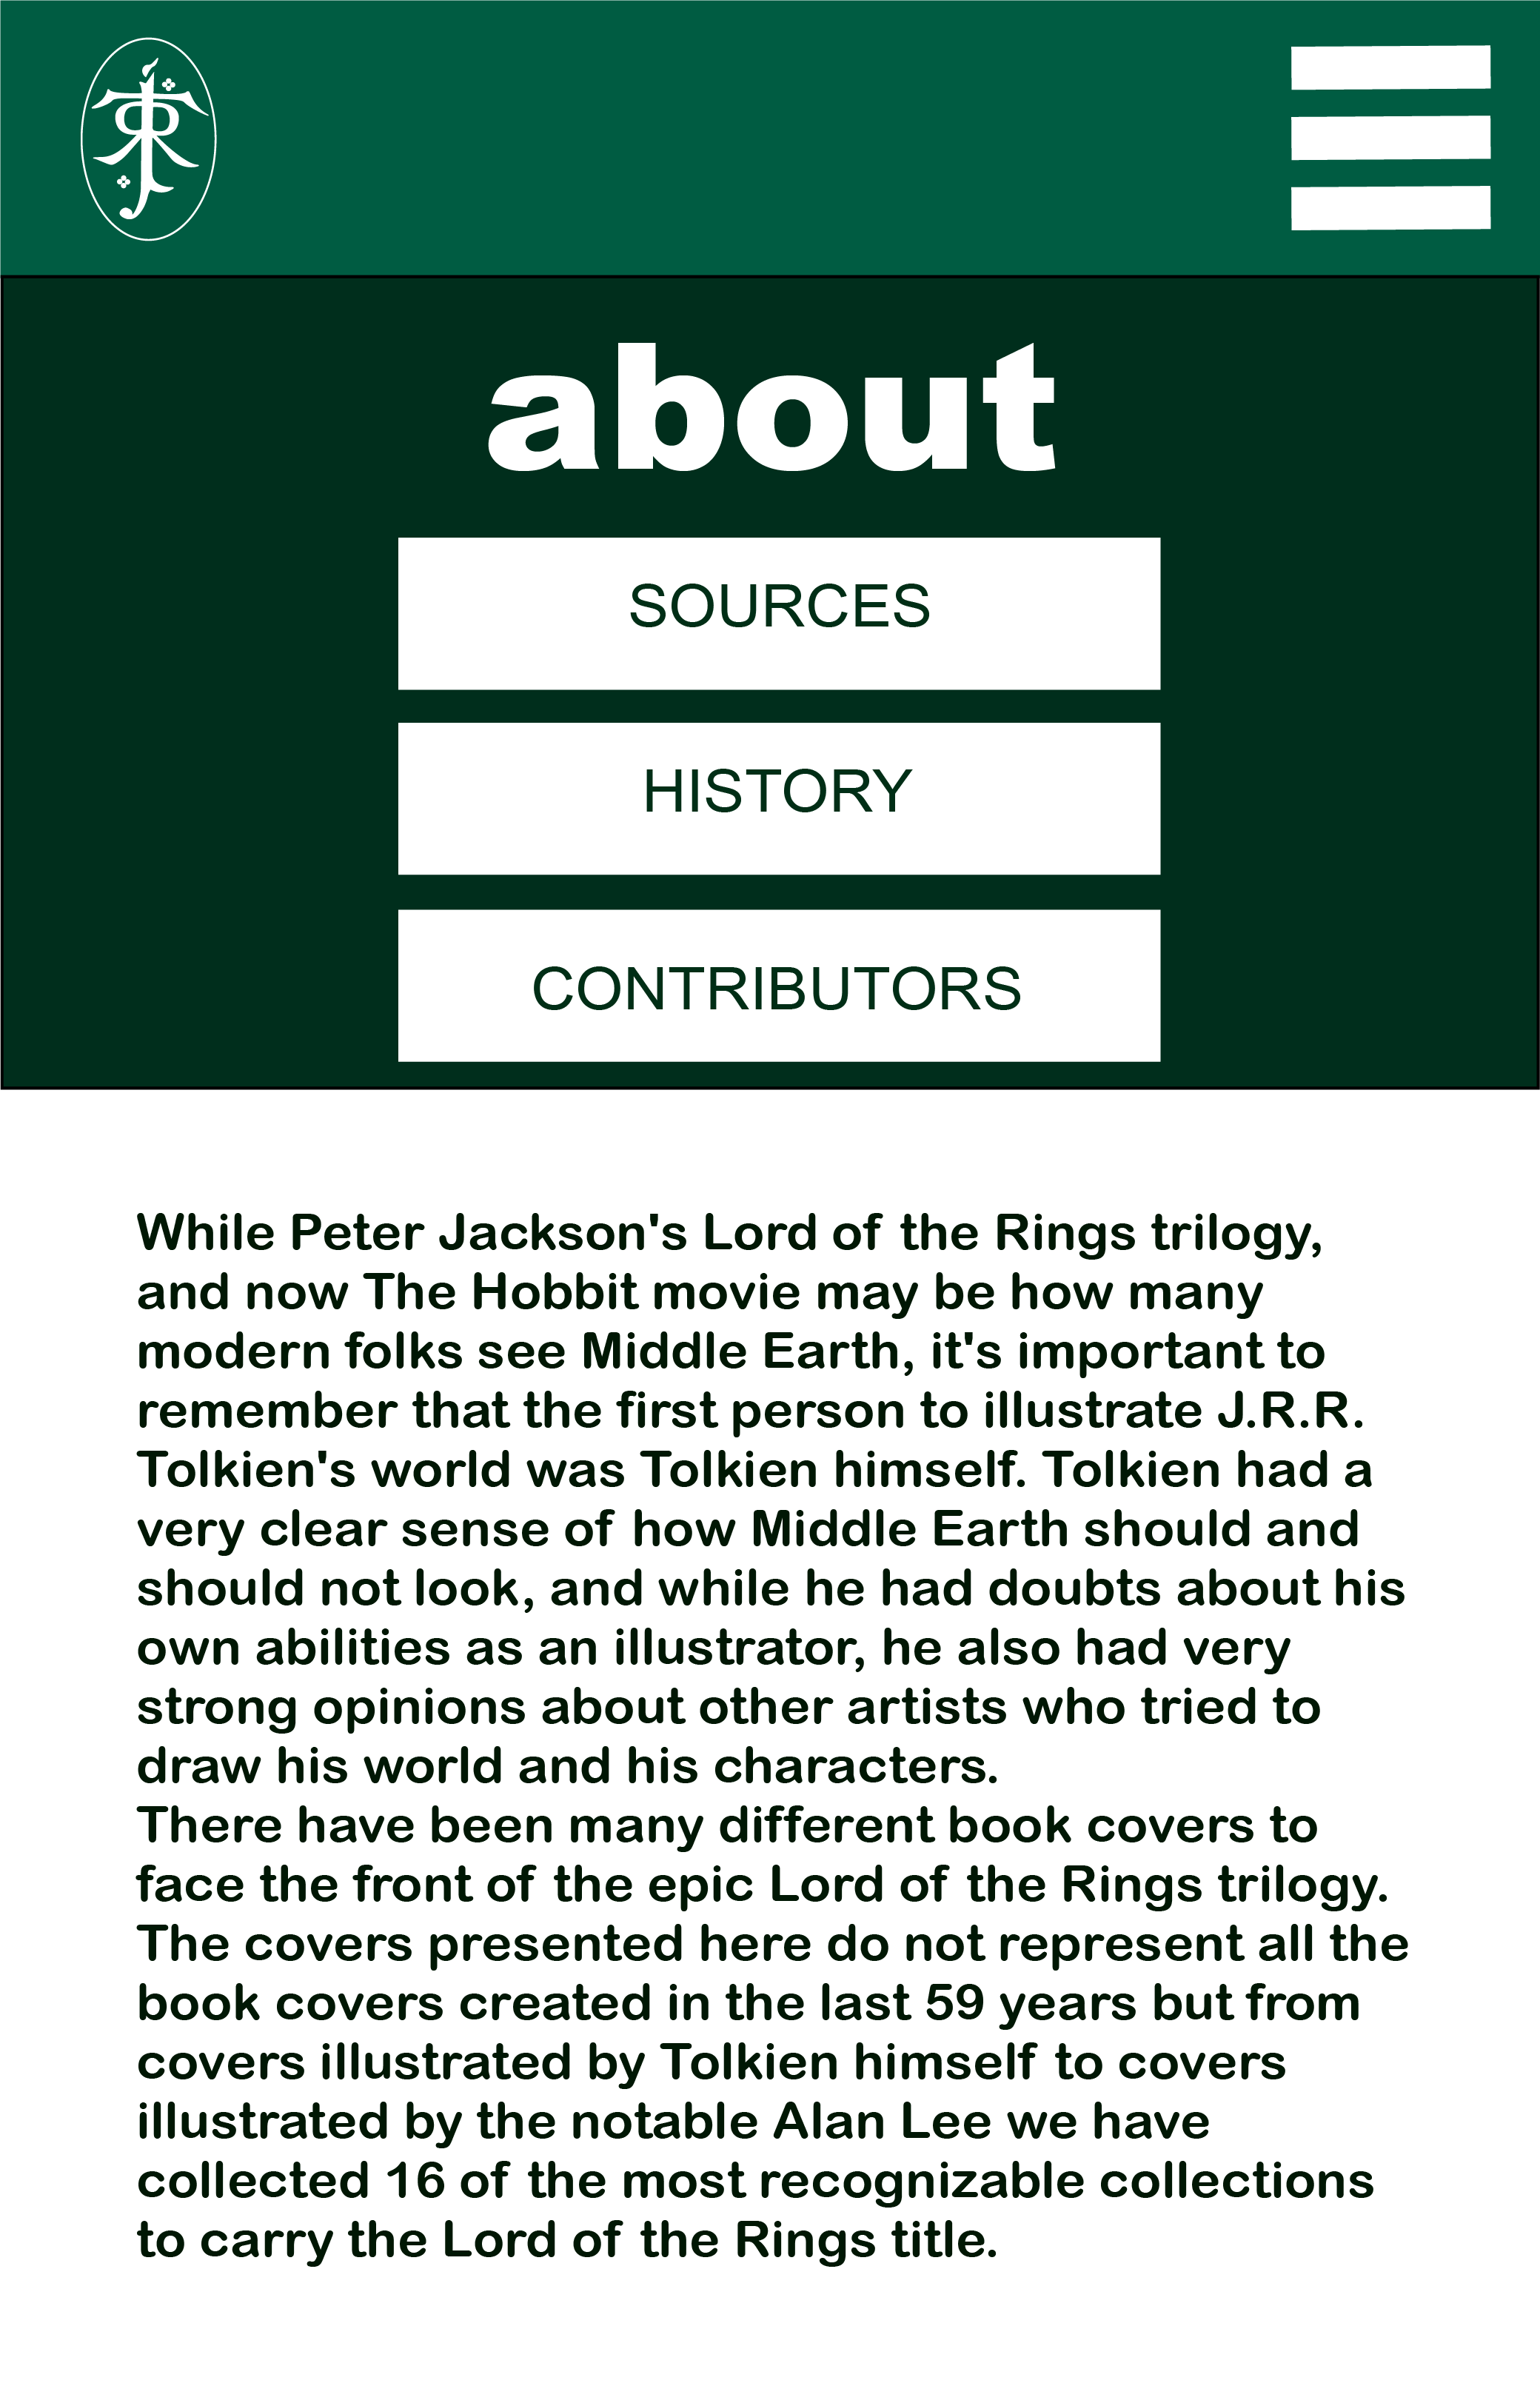 about
SOURCES
HISTORY
CONTRIBUTORS
While Peter Jackson's Lord of the Rings trilogy,
and now The Hobbit movie may be how many
modern folks see Middle Earth, it's important to
remember that the first person to illustrate J.R.R.
Tolkien's world was Tolkien himself. Tolkien had a
very clear sense of how Middle Earth should and
should not look, and while he had doubts about his
own abilities as an illustrator, he also had very
strong opinions about other artists who tried to
draw his world and his characters.
There have been many different book covers to
face the front of the epic Lord of the Rings trilogy.
The covers presented here do not represent all the
book covers created in the last 59 years but from
covers illustrated by Tolkien himself to covers
illustrated by the notable Alan Lee we have
collected 16 of the most recognizable collections
to carry the Lord of the Rings title.